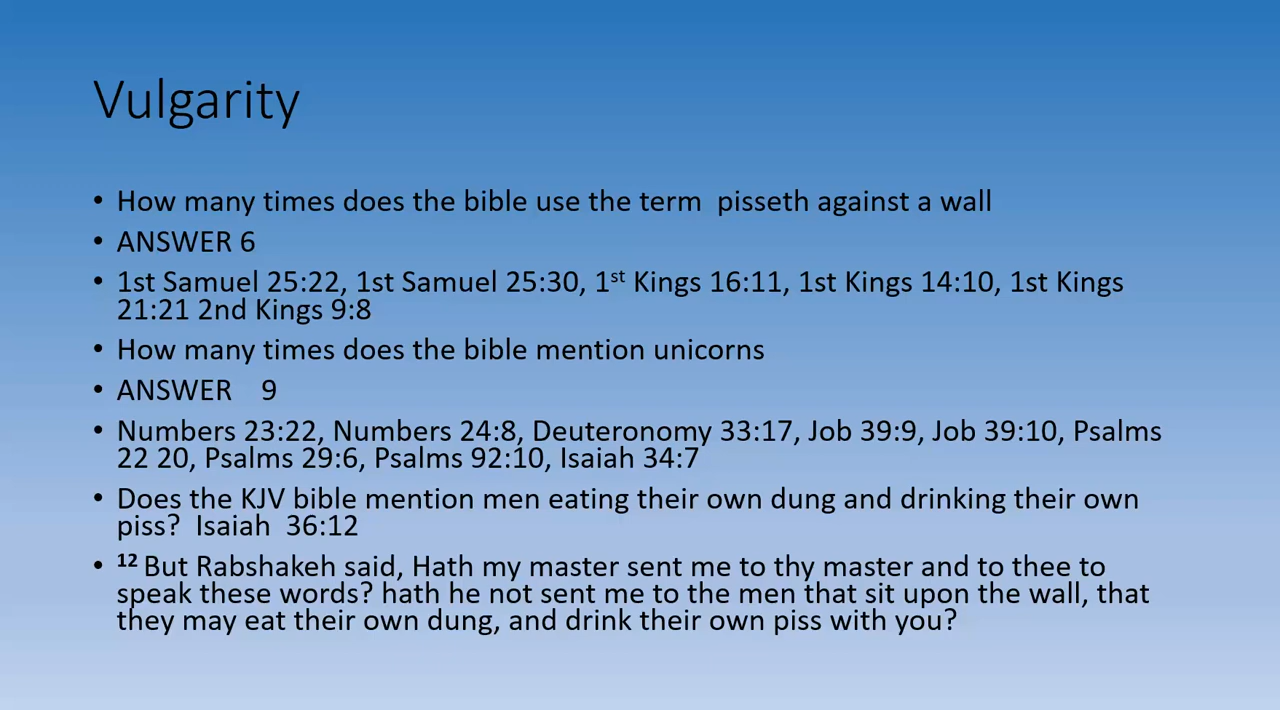 Vulgarity
• How many times does the bible use the term  pisseth against a wall
• ANSWER 6
• 1st Samuel 25:22, 1st Samuel 25:30, 1st Kings 16:11, 1st Kings 14:10, 1st Kings
21:21 2nd Kings 9:8
• How many times does the bible mention unicorns
• ANSWER    9
• Numbers 23:22, Numbers 24:8, Deuteronomy 33:17, Job 39:9, Job 39:10, Psalms
22 20, Psalms 29:6, Psalms 92:10, Isaiah 34:7
• Does the KJV bible mention men eating their own dung and drinking their own
piss?  Isaiah  36:12
• 12 But Rabshakeh said, Hath my master sent me to thy master and to thee to
speak these words? hath he not sent me to the men that sit upon the wall, that
they may eat their own dung, and drink their own piss with you?